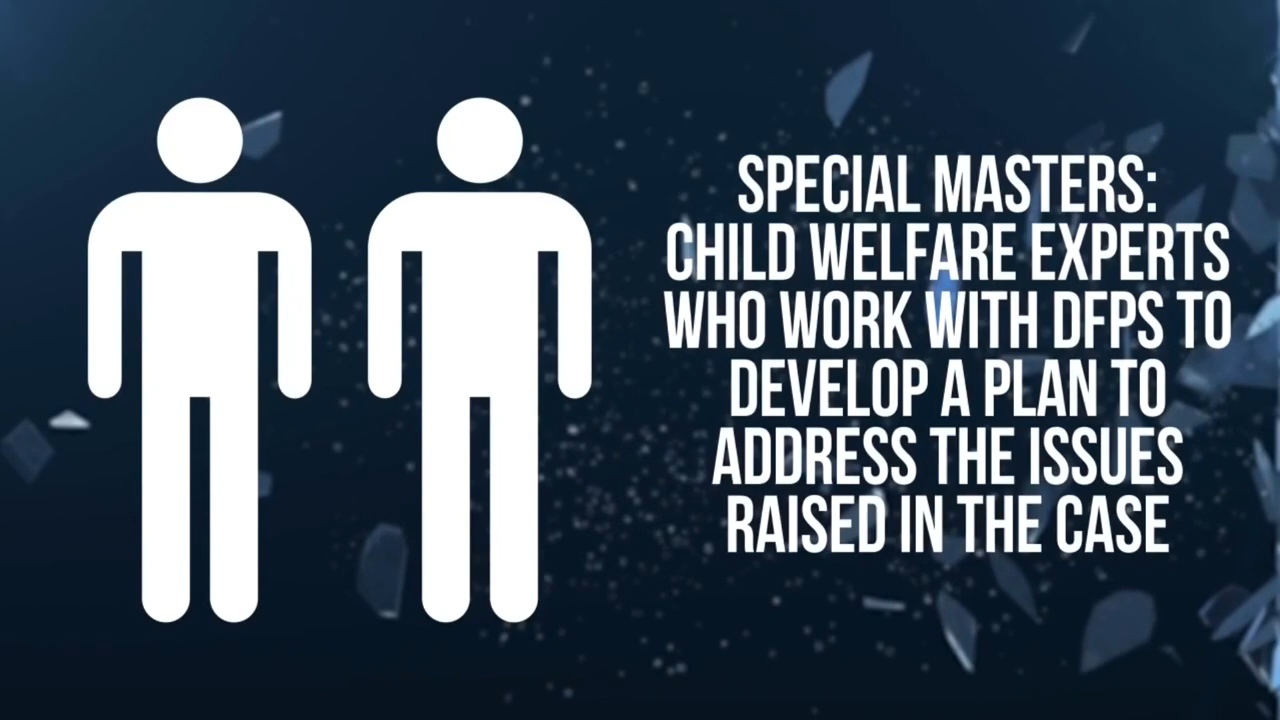 SPECIAL MASTERS:
CHILD WELFARE EXPERTS
WHO WORK WITH DFPS TO
DEVELOP A PLAN TO
ADDRESS THE ISSUES
RAISED IN THE CASE